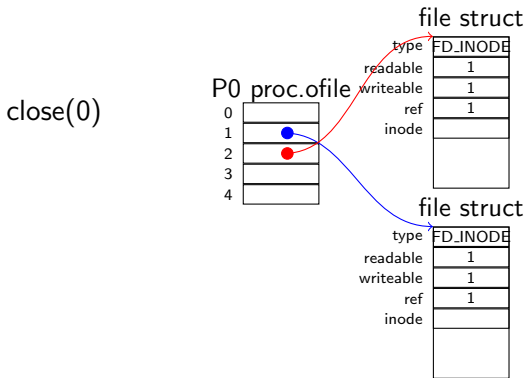 close(0)
P0 proc.ofile
0
1
2
3
4
file struct
type FD_INODE
readable 1
writeable 1
ref 1
inode
file struct
type FD_INODE
readable 1
writeable 1
ref 1
inode